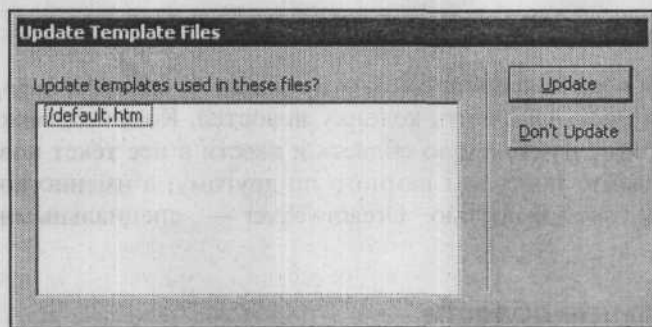 Update Template Files
Update templates used in these files?
Update
/default.htm
Don't Update